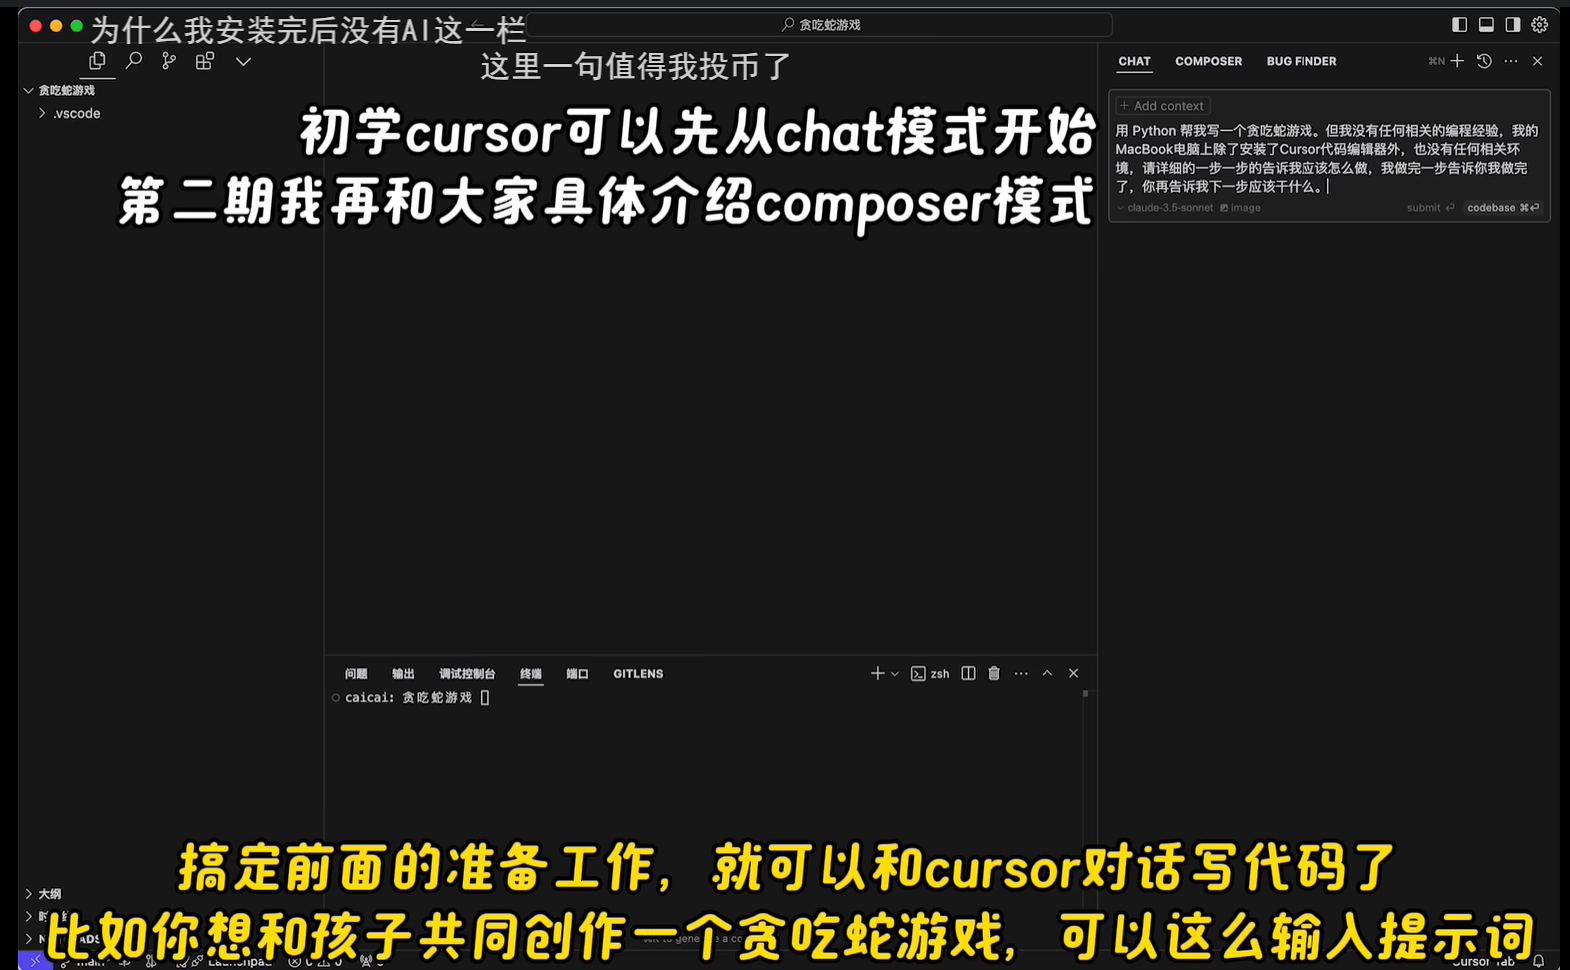 为什么我安装完后没有AI这一栏
贪吃蛇游戏
这里一句值得我投币了
CHAT COMPOSER BUG FINDER ⌘N
贪吃蛇游戏
.vscode
初学cursor可以先从chat模式开始
第二期我再和大家具体介绍composer模式
+ Add context
用 Python 帮我写一个贪吃蛇游戏。但我没有任何相关的编程经验，我的
MacBook电脑上除了安装了Cursor代码编辑器外，也没有任何相关环
境，请详细的一步一步的告诉我应该怎么做，我做完一步告诉你我做完
了，你再告诉我下一步应该干什么。
claude-3.5-sonnet image submit ⏎ codebase ⌘⏎
问题 输出 调试控制台 终端 端口 GITLENS zsh
caicai: 贪吃蛇游戏
搞定前面的准备工作，就可以和cursor对话写代码了
大纲
比如你想和孩子共同创作一个贪吃蛇游戏，可以这么输入提示词
main Launchpad 0 0 0 Cursor Tab